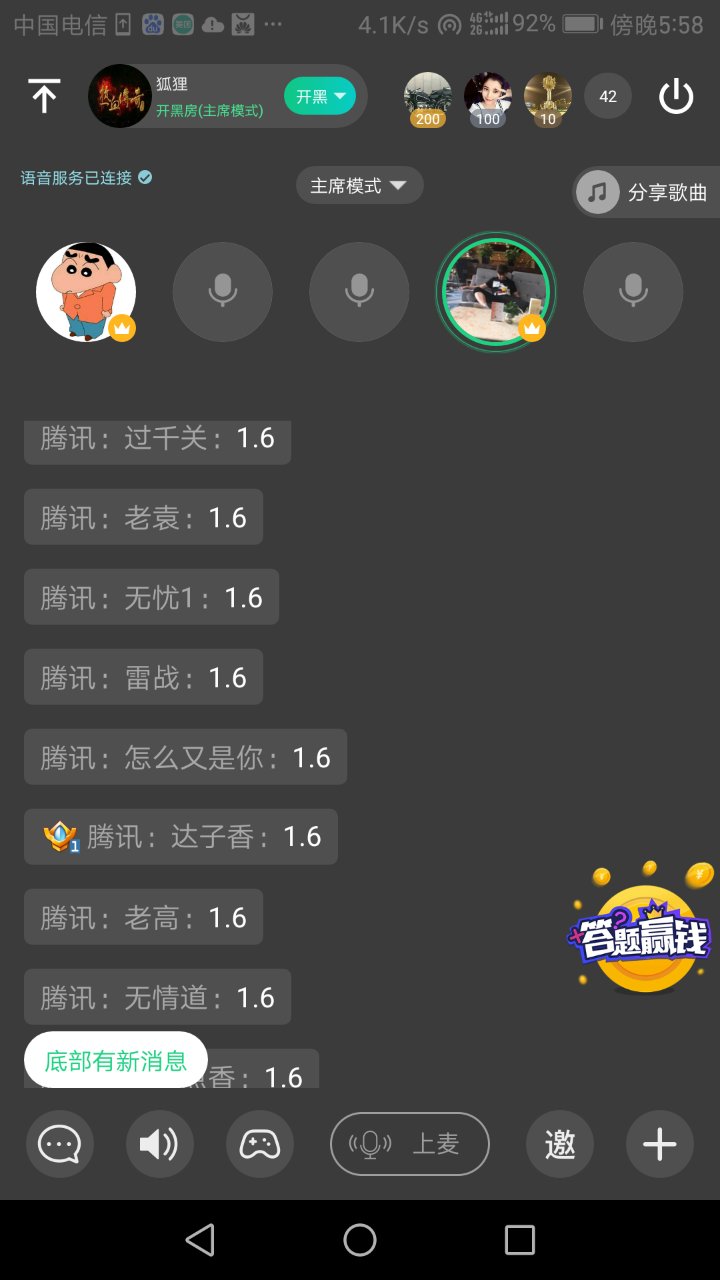 中国电信
4.1K/s
4G
2G
92%
傍晚5:58
狐狸
开黑房(主席模式)
开黑
200
100
10
42
语音服务已连接
主席模式
分享歌曲
腾讯：过千关：1.6
腾讯：老袁：1.6
腾讯：无忧1：1.6
腾讯：雷战：1.6
腾讯：怎么又是你：1.6
1 腾讯：达子香：1.6
腾讯：老高：1.6
答题赢钱
腾讯：无情道：1.6
底部有新消息
香：1.6
上麦
邀